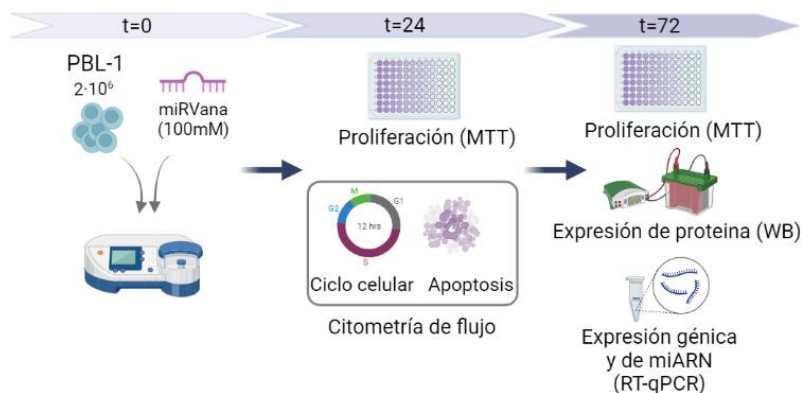 t=0
t=24
t=72
PBL-1
2·10⁶
miRVana
(100mM)
Proliferación (MTT)
M
G1
G2
12 hrs
S
Ciclo celular
Apoptosis
Citometría de flujo
Proliferación (MTT)
Expresión de proteina (WB)
Expresión génica
y de miARN
(RT-qPCR)